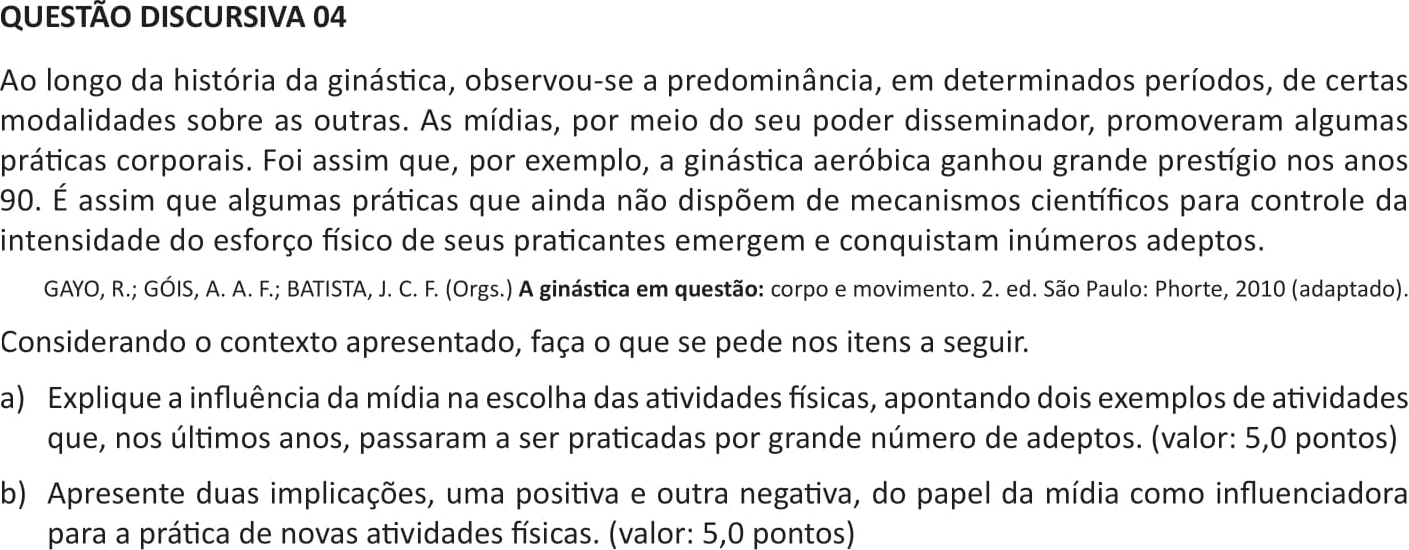 QUESTÃO DISCURSIVA 04
Ao longo da história da ginástica, observou-se a predominância, em determinados períodos, de certas
modalidades sobre as outras. As mídias, por meio do seu poder disseminador, promoveram algumas
práticas corporais. Foi assim que, por exemplo, a ginástica aeróbica ganhou grande prestígio nos anos
90. É assim que algumas práticas que ainda não dispõem de mecanismos científicos para controle da
intensidade do esforço físico de seus praticantes emergem e conquistam inúmeros adeptos.
GAYO, R.; GÓIS, A. A. F.; BATISTA, J. C. F. (Orgs.) A ginástica em questão: corpo e movimento. 2. ed. São Paulo: Phorte, 2010 (adaptado).
Considerando o contexto apresentado, faça o que se pede nos itens a seguir.
a) Explique a influência da mídia na escolha das atividades físicas, apontando dois exemplos de atividades
que, nos últimos anos, passaram a ser praticadas por grande número de adeptos. (valor: 5,0 pontos)
b) Apresente duas implicações, uma positiva e outra negativa, do papel da mídia como influenciadora
para a prática de novas atividades físicas. (valor: 5,0 pontos)